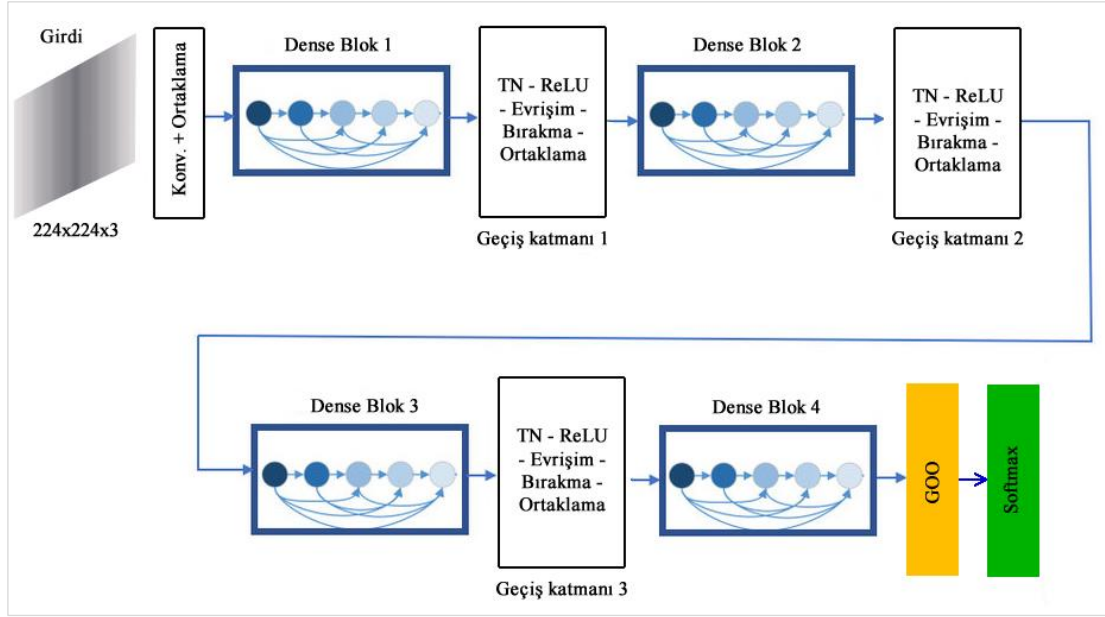 Girdi
224x224x3
Konv. + Ortaklama
Dense Blok 1
TN - ReLU
- Evrişim -
Bırakma -
Ortaklama
Geçiş katmanı 1
Dense Blok 2
TN - ReLU
- Evrişim -
Bırakma -
Ortaklama
Geçiş katmanı 2
Dense Blok 3
TN - ReLU
- Evrişim -
Bırakma -
Ortaklama
Geçiş katmanı 3
Dense Blok 4
GOO
Softmax